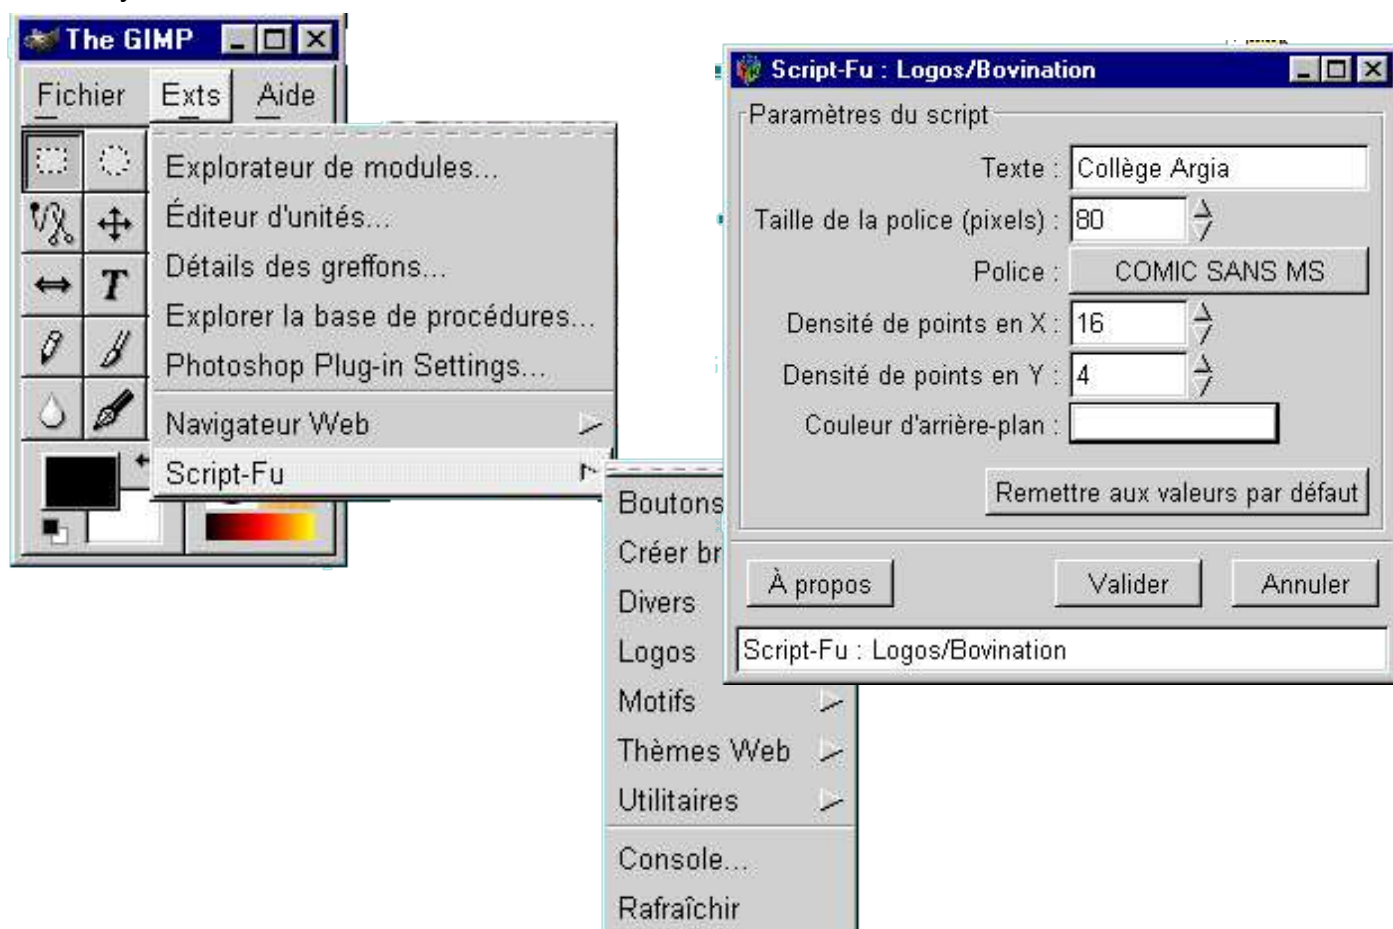 The GIMP
Fichier Exts Aide
Explorateur de modules...
Éditeur d'unités...
Détails des greffons...
Explorer la base de procédures...
Photoshop Plug-in Settings...
Navigateur Web
Script-Fu
Boutons
Créer br
Divers
Logos
Motifs
Thèmes Web
Utilitaires
Console...
Rafraîchir
Script-Fu : Logos/Bovination
Paramètres du script
Texte : Collège Argia
Taille de la police (pixels) : 80
Police : COMIC SANS MS
Densité de points en X : 16
Densité de points en Y : 4
Couleur d'arrière-plan :
Remettre aux valeurs par défaut
À propos Valider Annuler
Script-Fu : Logos/Bovination